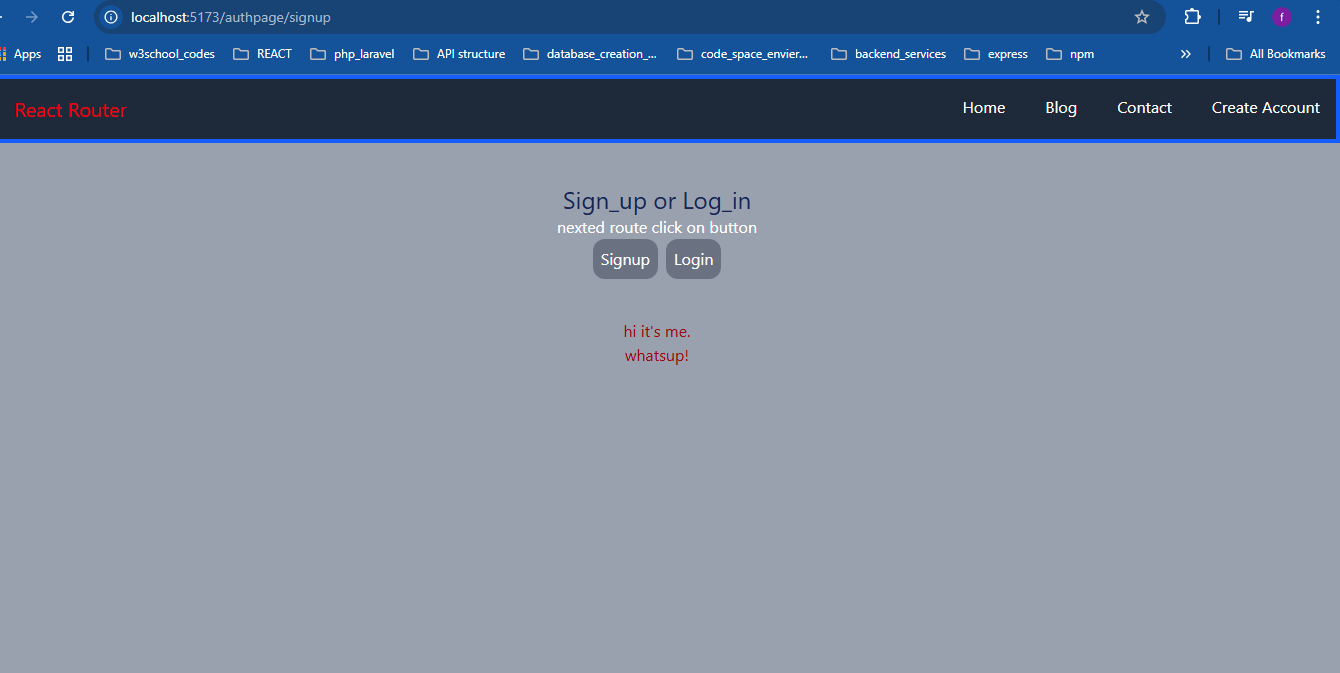 localhost:5173/authpage/signup
f
Apps w3school_codes REACT php_laravel API structure database_creation_... code_space_envier... backend_services express npm » All Bookmarks
React Router Home Blog Contact Create Account
Sign_up or Log_in
nexted route click on button
Signup Login
hi it's me.
whatsup!